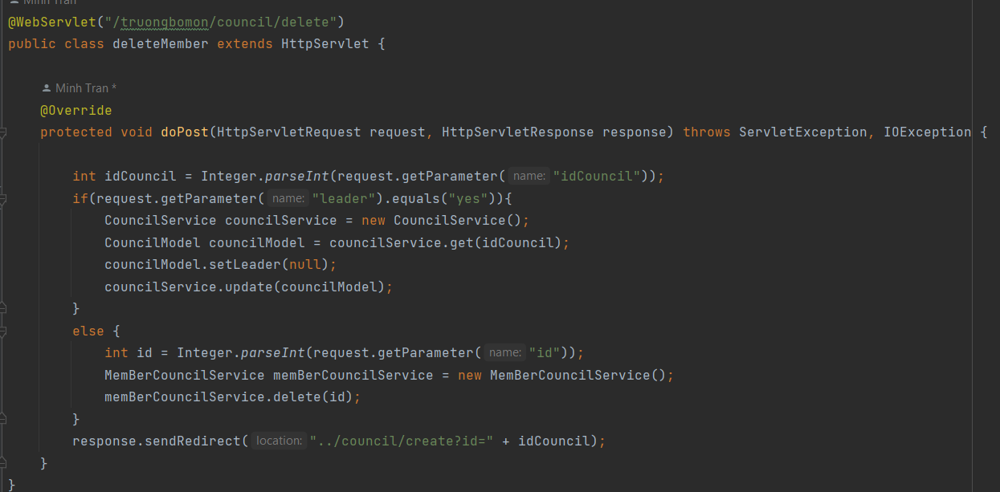 Minh Tran
@WebServlet("/truongbomon/council/delete")
public class deleteMember extends HttpServlet {
Minh Tran *
@Override
protected void doPost(HttpServletRequest request, HttpServletResponse response) throws ServletException, IOException {
int idCouncil = Integer.parseInt(request.getParameter( name: "idCouncil"));
if(request.getParameter( name: "leader").equals("yes")){
CouncilService councilService = new CouncilService();
CouncilModel councilModel = councilService.get(idCouncil);
councilModel.setLeader(null);
councilService.update(councilModel);
}
else {
int id = Integer.parseInt(request.getParameter( name: "id"));
MemBerCouncilService memBerCouncilService = new MemBerCouncilService();
memBerCouncilService.delete(id);
}
response.sendRedirect( location: "../council/create?id=" + idCouncil);
}
}